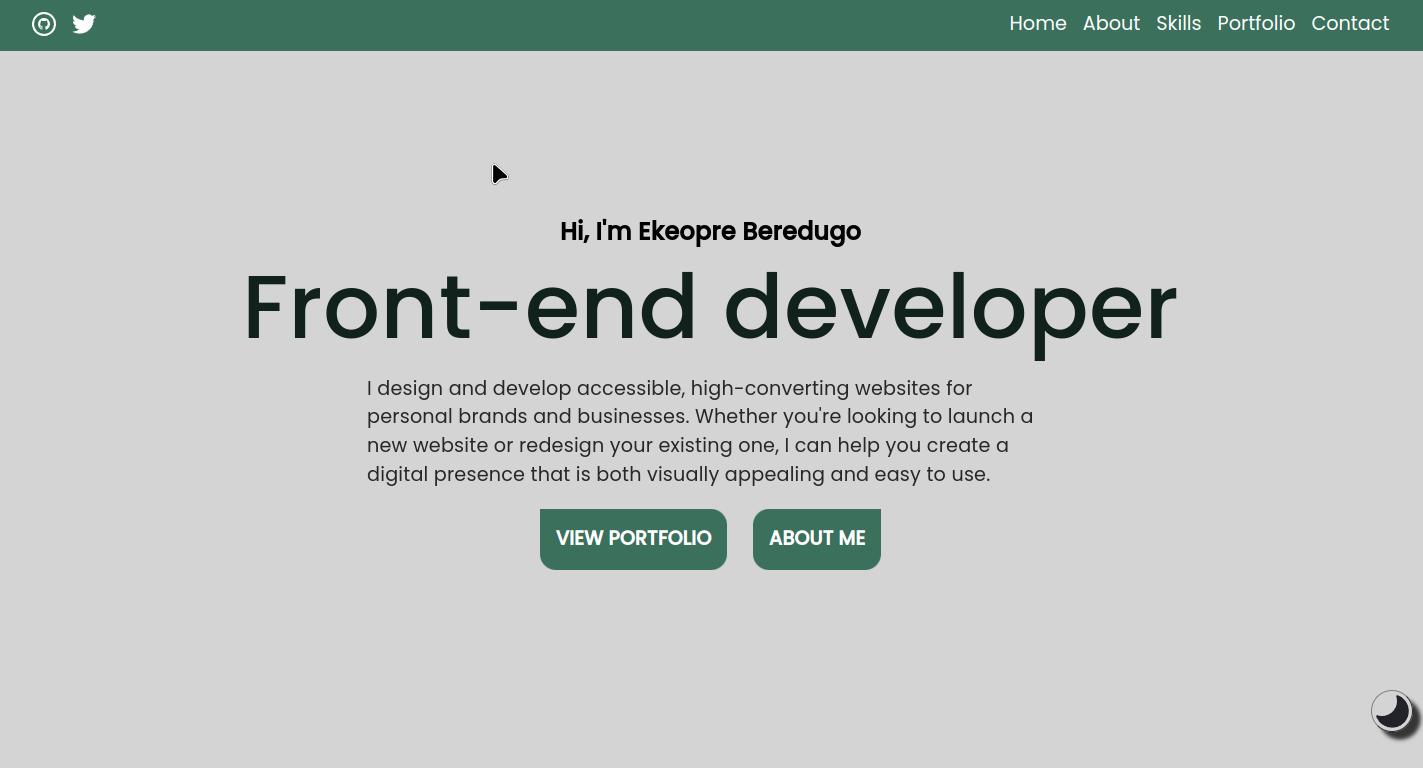 Home About Skills Portfolio Contact
Hi, I'm Ekeopre Beredugo
Front-end developer
I design and develop accessible, high-converting websites for
personal brands and businesses. Whether you're looking to launch a
new website or redesign your existing one, I can help you create a
digital presence that is both visually appealing and easy to use.
VIEW PORTFOLIO ABOUT ME